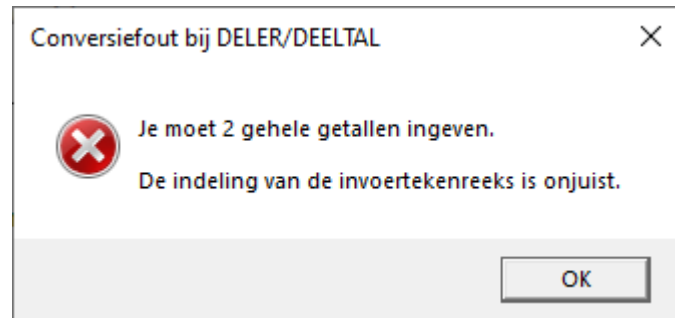 Conversiefout bij DELER/DEELTAL
Je moet 2 gehele getallen ingeven.
De indeling van de invoertekenreeks is onjuist.
OK